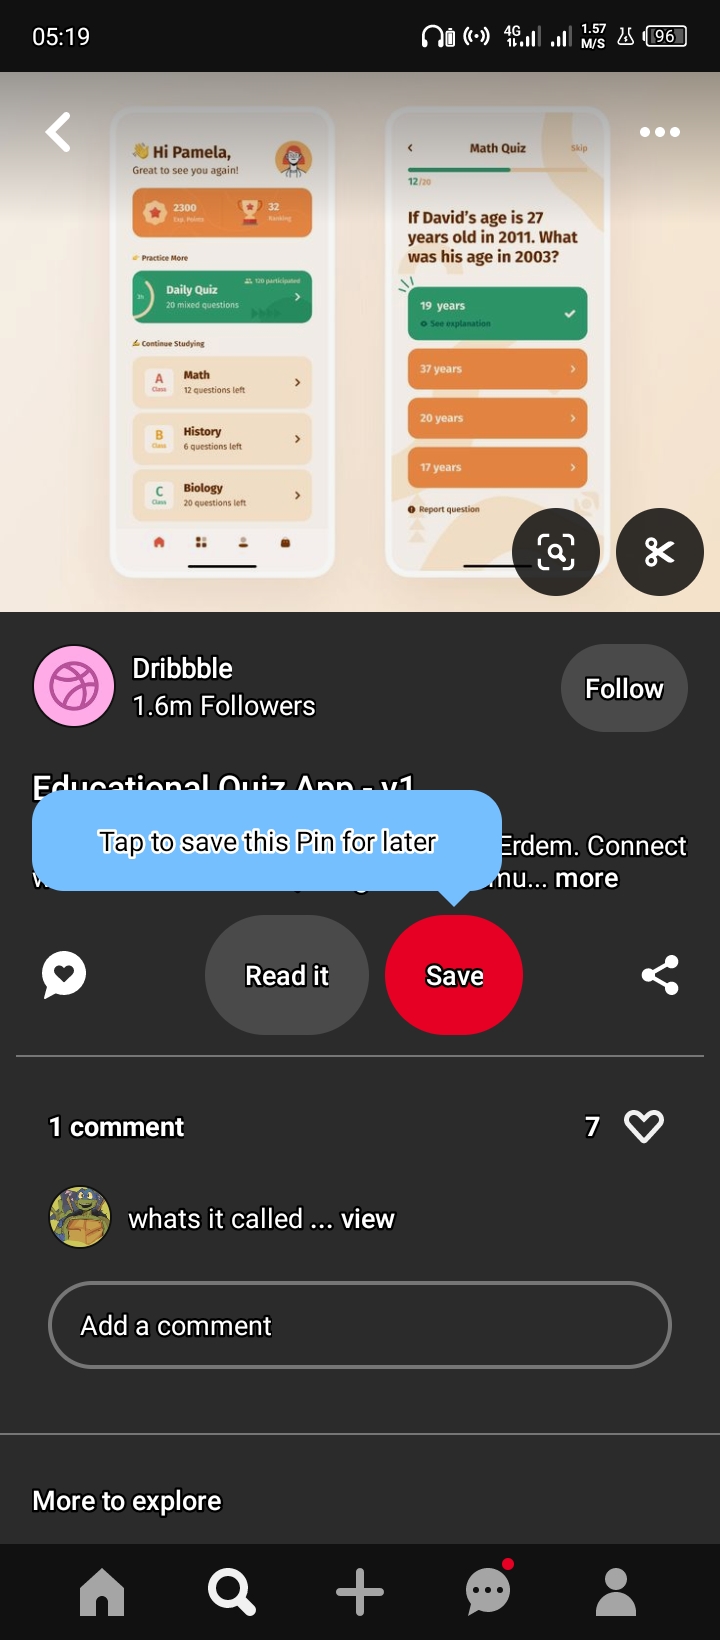 05:19
4G
1.57
M/S
96
👋 Hi Pamela,
Great to see you again!
2300
Exp. Points
32
Ranking
Practice More
120 participated
Daily Quiz
20 mixed questions
Continue Studying
A
Class
Math
12 questions left
B
Class
History
6 questions left
C
Class
Biology
20 questions left
Math Quiz
Skip
12/20
If David's age is 27
years old in 2011. What
was his age in 2003?
19 years
See explanation
37 years
20 years
17 years
Report question
Dribbble
1.6m Followers
Follow
Educational Quiz App - v1
Tap to save this Pin for later
Erdem. Connect
... more
Read it
Save
1 comment
7
whats it called ... view
Add a comment
More to explore